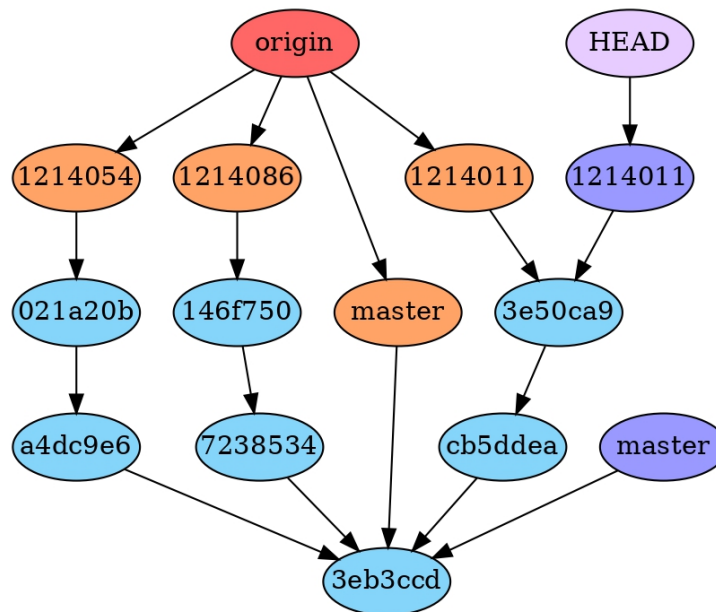 origin
HEAD
1214054
1214086
1214011
1214011
021a20b
146f750
master
3e50ca9
a4dc9e6
7238534
cb5ddea
master
3eb3ccd